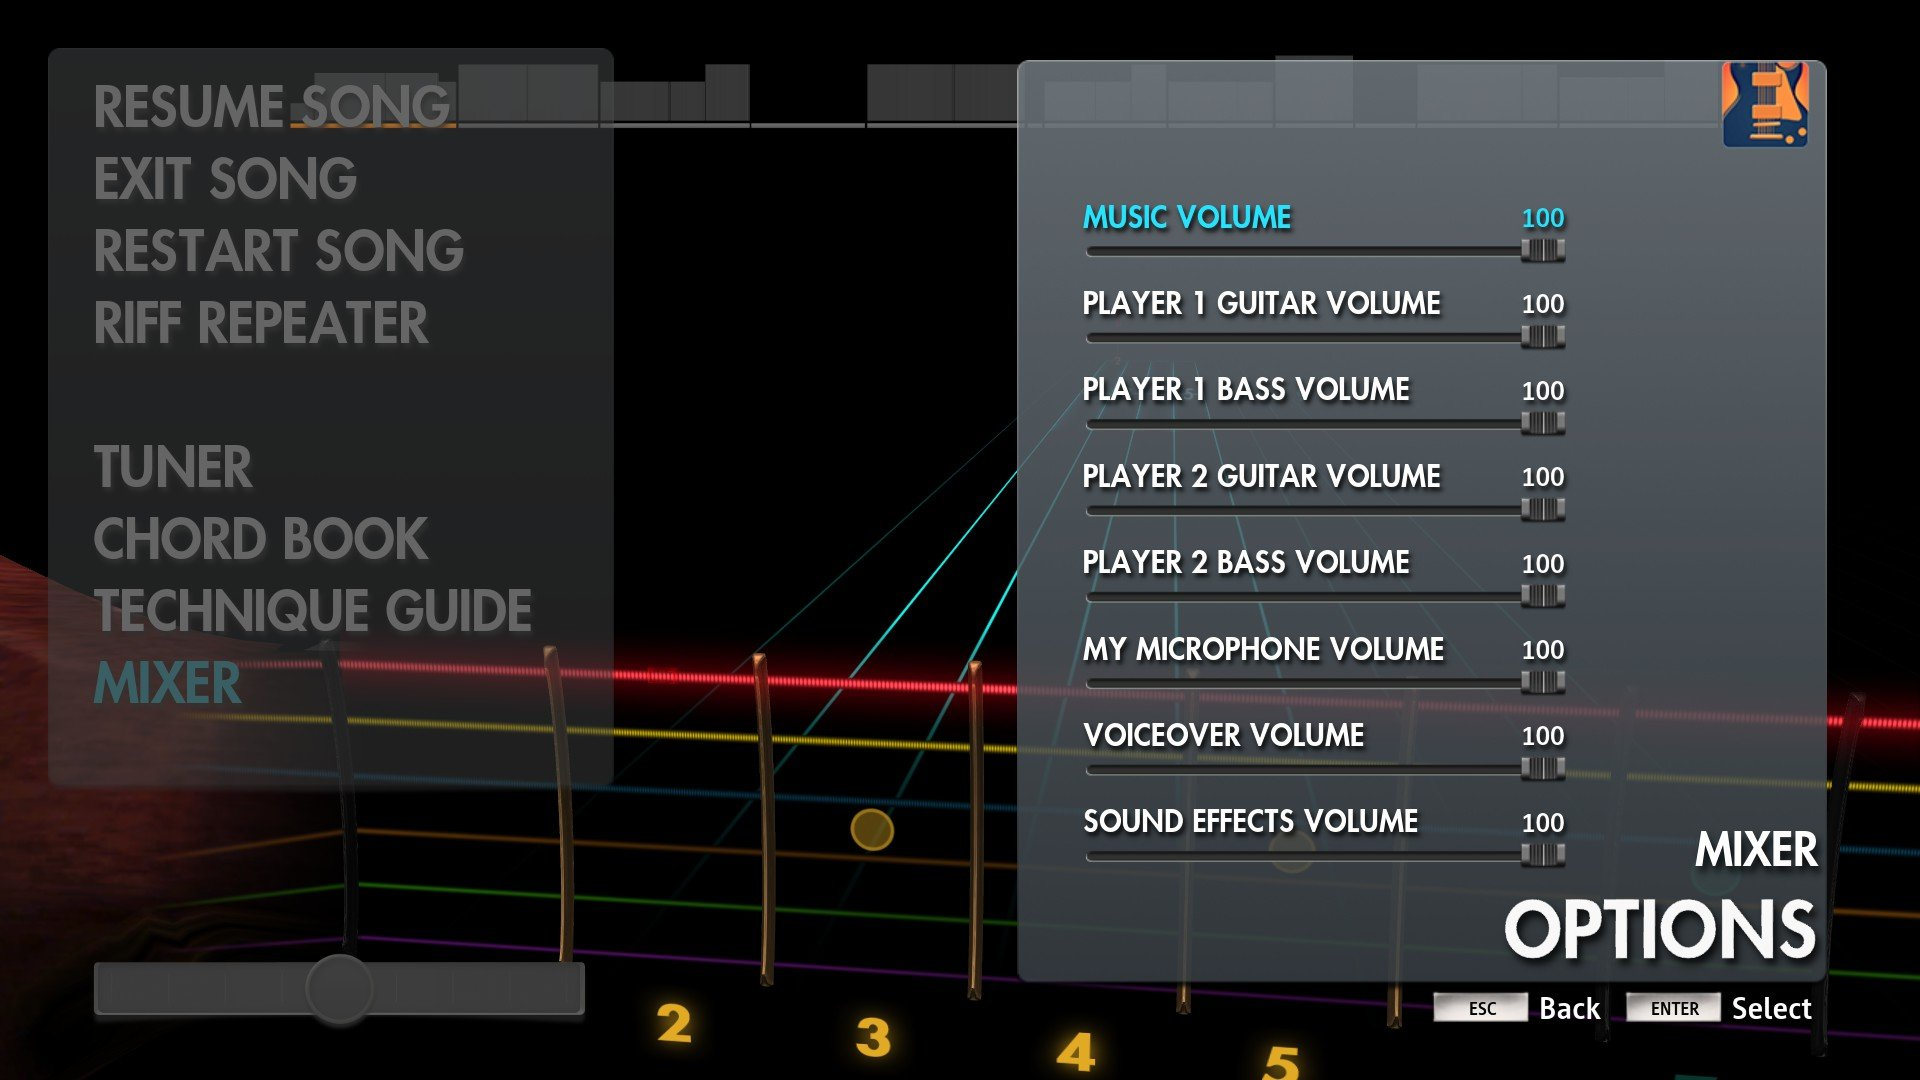 RESUME SONG
EXIT SONG
RESTART SONG
RIFF REPEATER
TUNER
CHORD BOOK
TECHNIQUE GUIDE
MIXER
MUSIC VOLUME 100
PLAYER 1 GUITAR VOLUME 100
PLAYER 1 BASS VOLUME 100
PLAYER 2 GUITAR VOLUME 100
PLAYER 2 BASS VOLUME 100
MY MICROPHONE VOLUME 100
VOICEOVER VOLUME 100
SOUND EFFECTS VOLUME 100
MIXER
OPTIONS
ESC Back ENTER Select
2 3 4 5